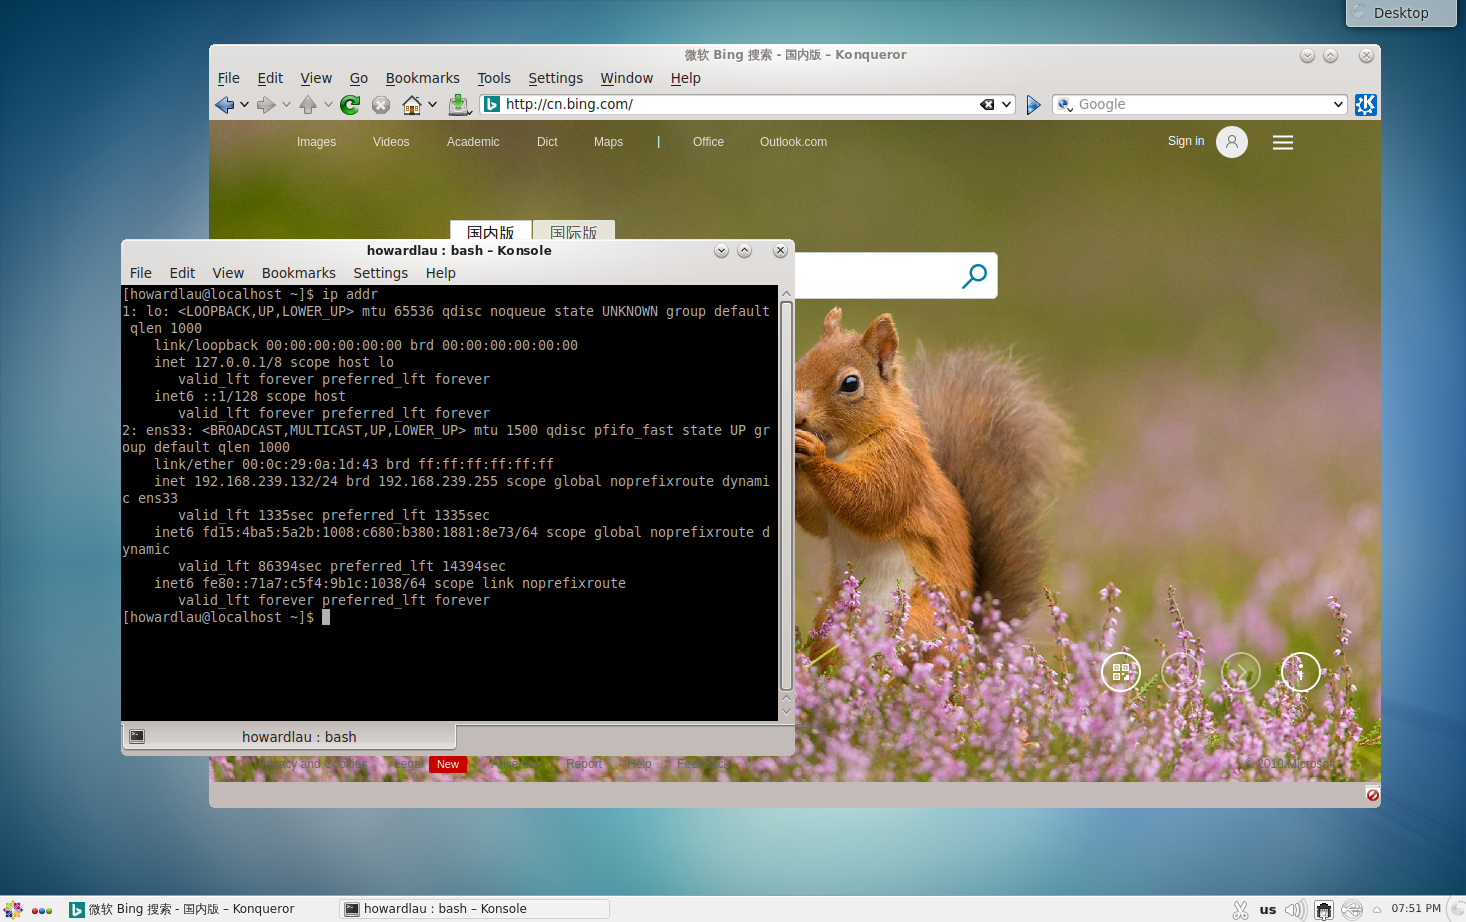 Desktop
微软 Bing 搜索 - 国内版 – Konqueror
File Edit View Go Bookmarks Tools Settings Window Help
http://cn.bing.com/
Google
Images Videos Academic Dict Maps | Office Outlook.com
Sign in
国内版 国际版
howardlau : bash – Konsole
File Edit View Bookmarks Settings Help
[howardlau@localhost ~]$ ip addr
1: lo: <LOOPBACK,UP,LOWER_UP> mtu 65536 qdisc noqueue state UNKNOWN group default
 qlen 1000
    link/loopback 00:00:00:00:00:00 brd 00:00:00:00:00:00
    inet 127.0.0.1/8 scope host lo
       valid_lft forever preferred_lft forever
    inet6 ::1/128 scope host
       valid_lft forever preferred_lft forever
2: ens33: <BROADCAST,MULTICAST,UP,LOWER_UP> mtu 1500 qdisc pfifo_fast state UP gr
oup default qlen 1000
    link/ether 00:0c:29:0a:1d:43 brd ff:ff:ff:ff:ff:ff
    inet 192.168.239.132/24 brd 192.168.239.255 scope global noprefixroute dynami
c ens33
       valid_lft 1335sec preferred_lft 1335sec
    inet6 fd15:4ba5:5a2b:1008:c680:b380:1881:8e73/64 scope global noprefixroute d
ynamic
       valid_lft 86394sec preferred_lft 14394sec
    inet6 fe80::71a7:c5f4:9b1c:1038/64 scope link noprefixroute
       valid_lft forever preferred_lft forever
[howardlau@localhost ~]$
howardlau : bash
Privacy and Cookies Legal New Advertise Report Help Feedback © 2019 Microsoft
微软 Bing 搜索 - 国内版 – Konqueror
howardlau : bash – Konsole
us
07:51 PM